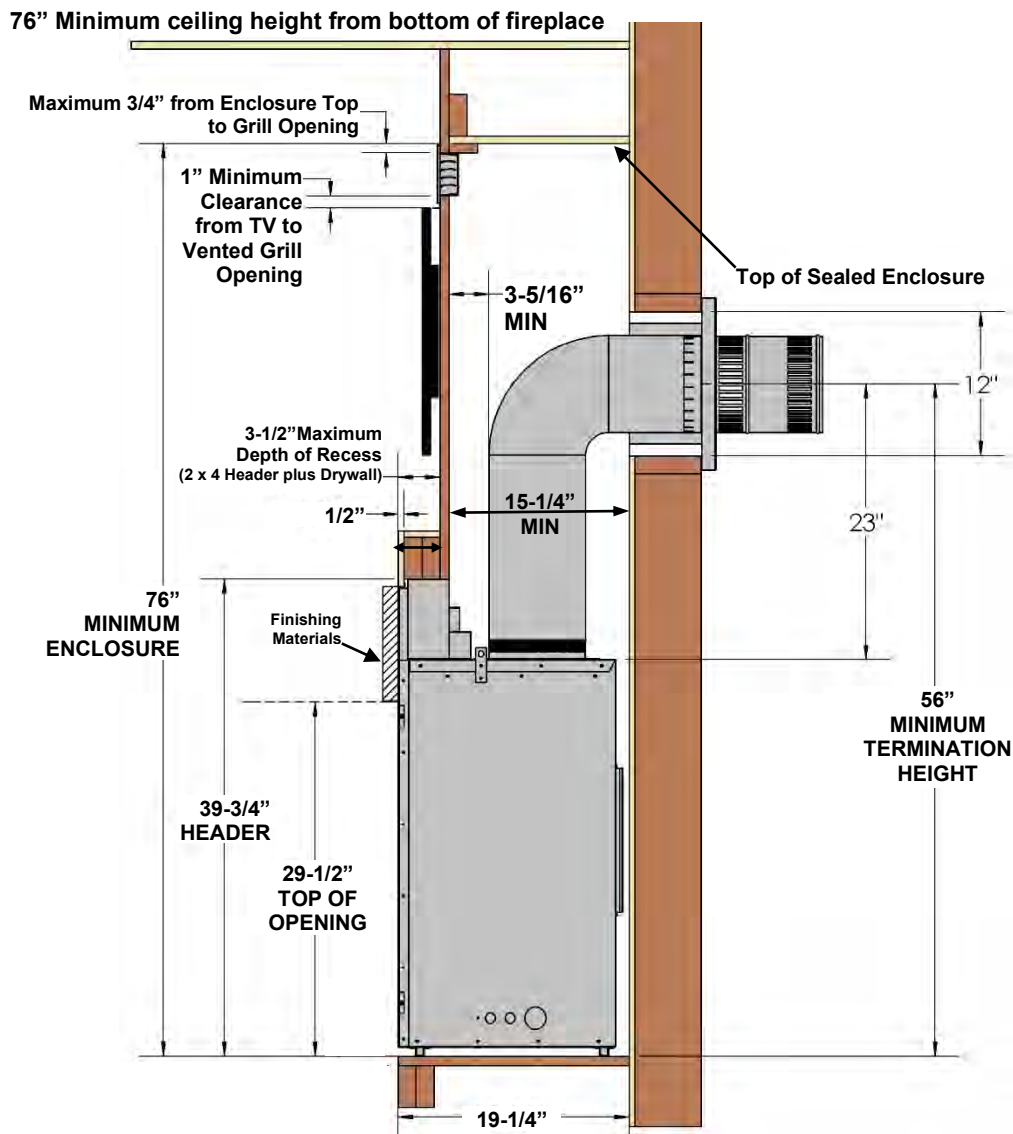 76” Minimum ceiling height from bottom of fireplace
Maximum 3/4” from Enclosure Top
to Grill Opening
1” Minimum
Clearance
from TV to
Vented Grill
Opening
3-5/16”
MIN
Top of Sealed Enclosure
12"
3-1/2”Maximum
Depth of Recess
(2 x 4 Header plus Drywall)
1/2”
15-1/4”
MIN
23"
76”
MINIMUM
ENCLOSURE
Finishing
Materials
56”
MINIMUM
TERMINATION
HEIGHT
39-3/4”
HEADER
29-1/2”
TOP OF
OPENING
19-1/4”